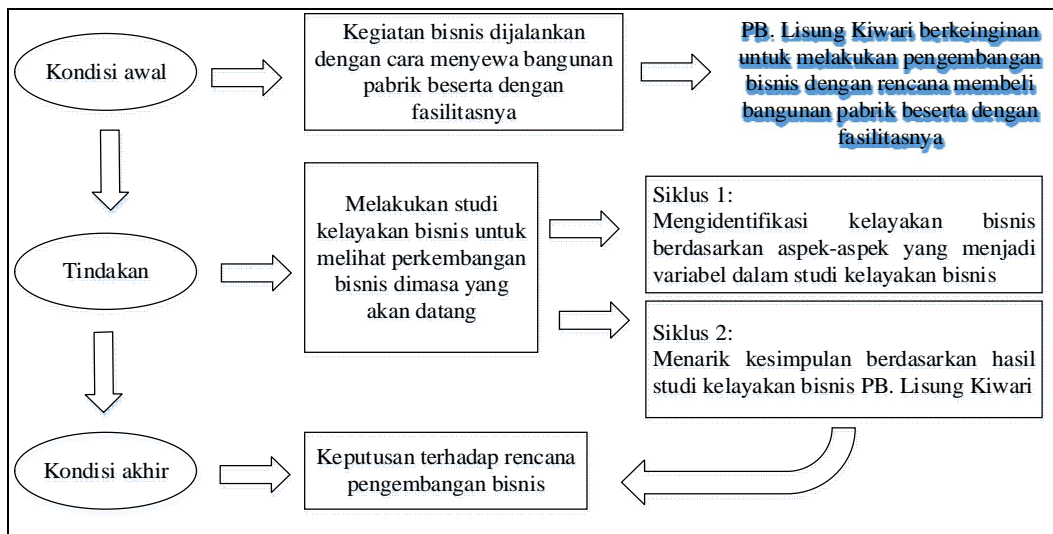 Kondisi awal
Kegiatan bisnis dijalankan
dengan cara menyewa bangunan
pabrik beserta dengan
fasilitasnya
PB. Lisung Kiwari berkeinginan
untuk melakukan pengembangan
bisnis dengan rencana membeli
bangunan pabrik beserta dengan
fasilitasnya
Tindakan
Melakukan studi
kelayakan bisnis untuk
melihat perkembangan
bisnis dimasa yang
akan datang
Siklus 1:
Mengidentifikasi kelayakan bisnis
berdasarkan aspek-aspek yang menjadi
variabel dalam studi kelayakan bisnis
Siklus 2:
Menarik kesimpulan berdasarkan hasil
studi kelayakan bisnis PB. Lisung Kiwari
Kondisi akhir
Keputusan terhadap rencana
pengembangan bisnis